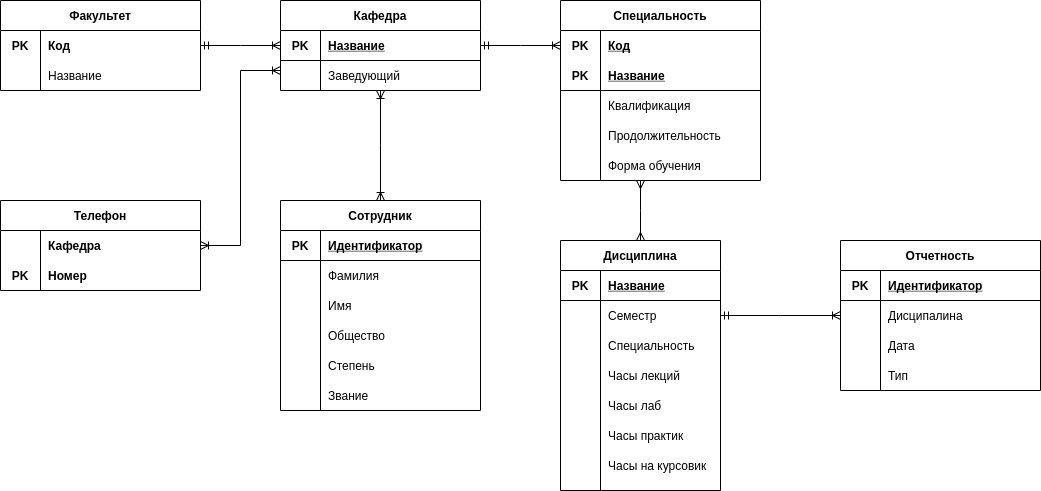 Факультет
PK Код
Название
Кафедра
PK Название
Заведующий
Специальность
PK Код
PK Название
Квалификация
Продолжительность
Форма обучения
Телефон
Кафедра
PK Номер
Сотрудник
PK Идентификатор
Фамилия
Имя
Общество
Степень
Звание
Дисциплина
PK Название
Семестр
Специальность
Часы лекций
Часы лаб
Часы практик
Часы на курсовик
Отчетность
PK Идентификатор
Дисципалина
Дата
Тип